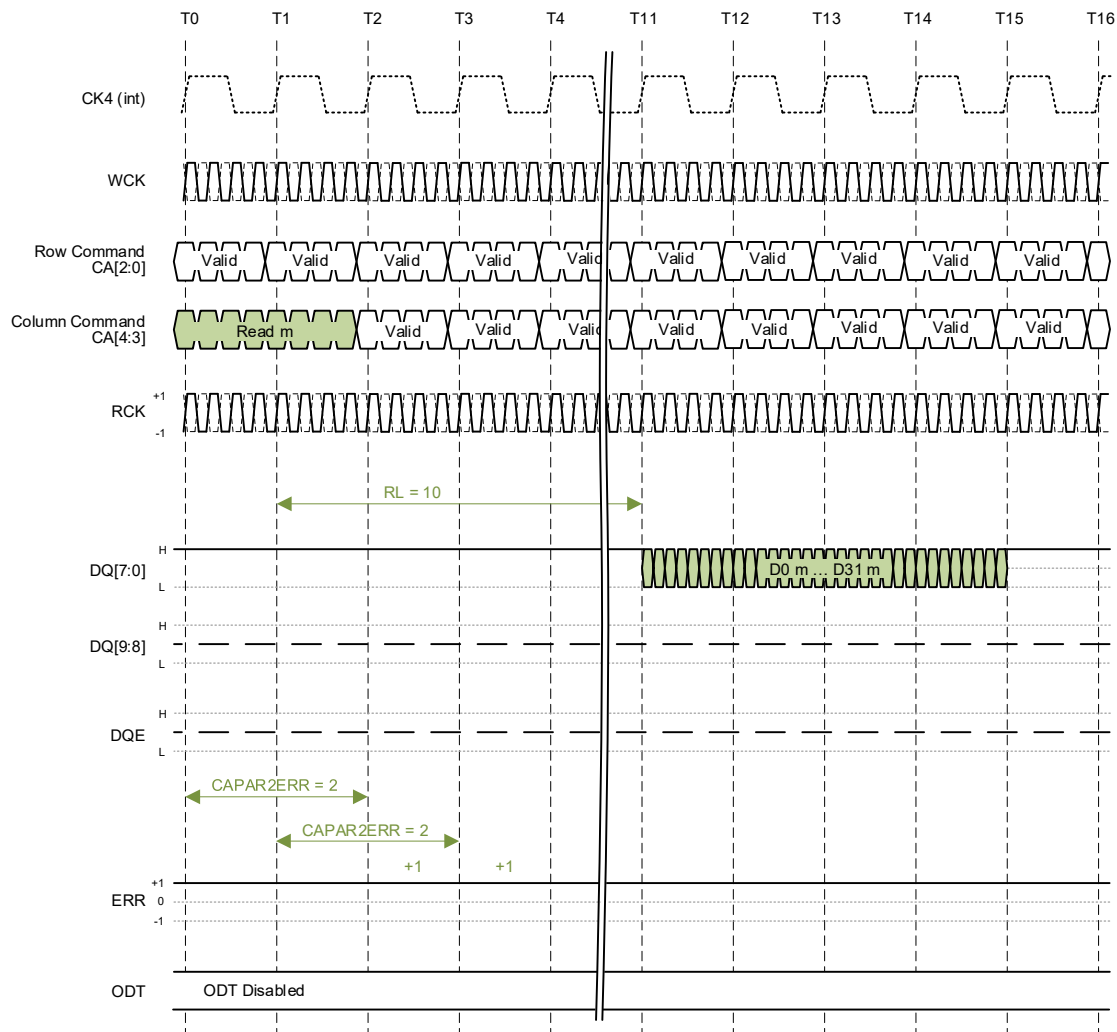 T0 T1 T2 T3 T4 T11 T12 T13 T14 T15 T16
CK4 (int)
WCK
Row Command
CA[2:0]
Valid Valid Valid Valid Valid Valid Valid Valid Valid Valid
Column Command
CA[4:3]
Read m Valid Valid Valid Valid Valid Valid Valid Valid
RCK
+1
-1
RL = 10
DQ[7:0]
H
L
D0 m ... D31 m
DQ[9:8]
H
L
DQE
H
L
CAPAR2ERR = 2
CAPAR2ERR = 2
+1 +1
ERR
+1
0
-1
ODT
ODT Disabled